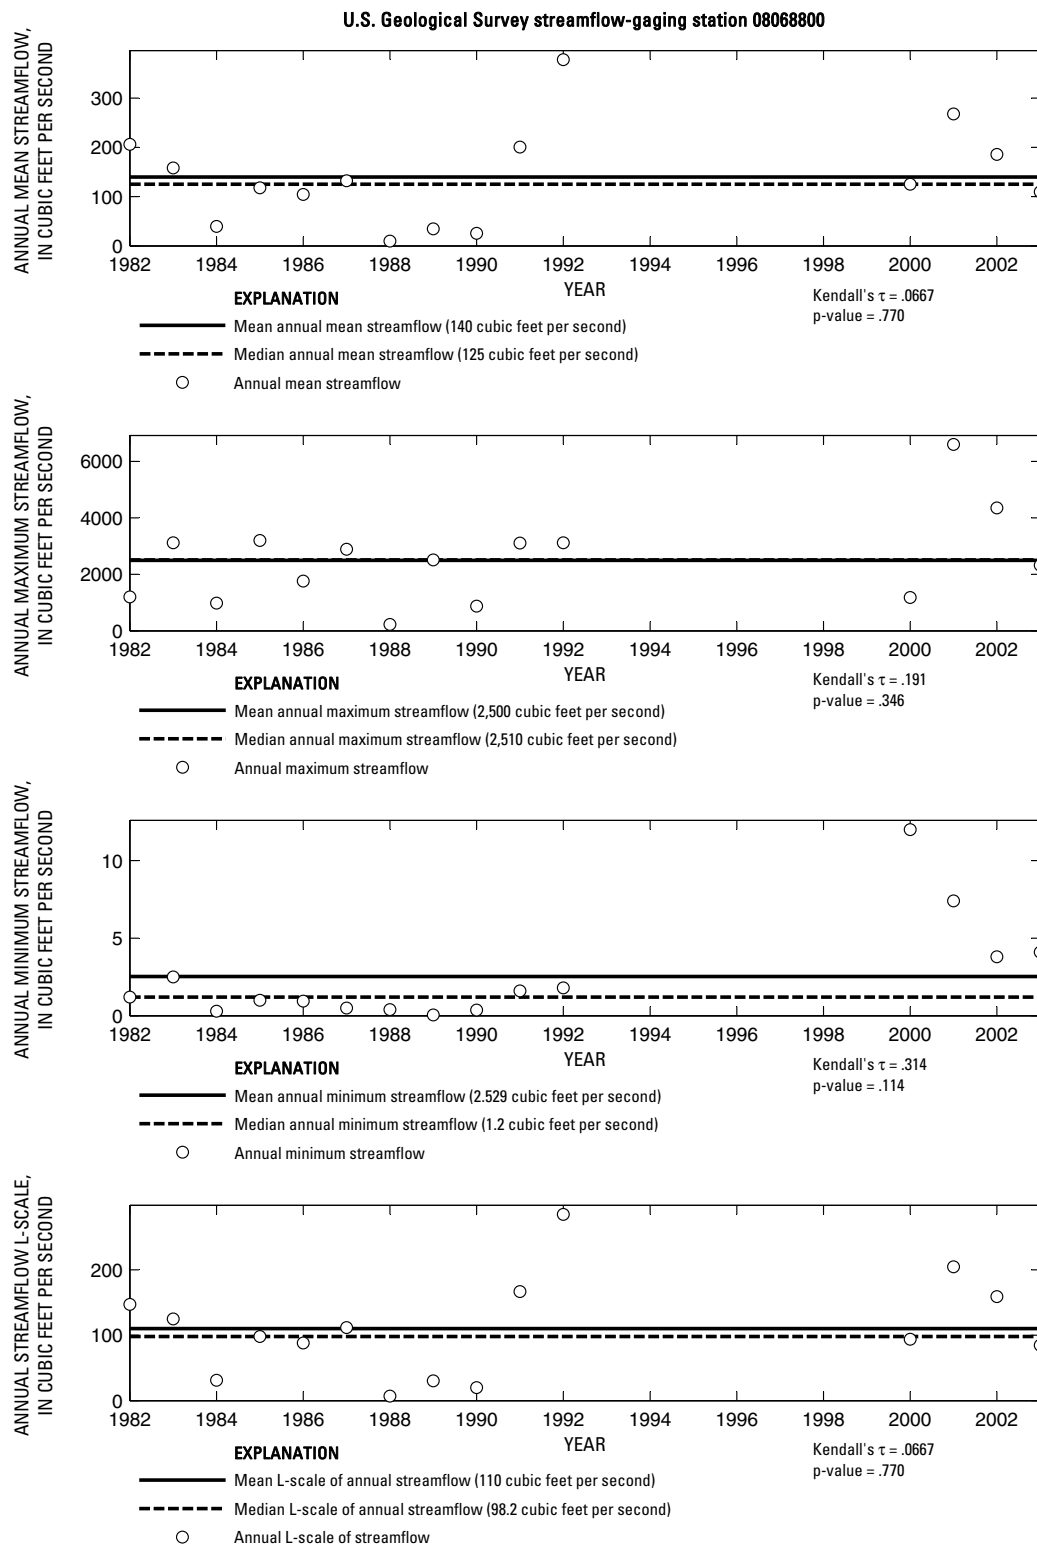 U.S. Geological Survey streamflow-gaging station 08068800
ANNUAL MEAN STREAMFLOW,
IN CUBIC FEET PER SECOND
300
200
100
0
1982 1984 1986 1988 1990 1992 1994 1996 1998 2000 2002
YEAR
Kendall's τ = .0667
p-value = .770
EXPLANATION
Mean annual mean streamflow (140 cubic feet per second)
Median annual mean streamflow (125 cubic feet per second)
Annual mean streamflow
ANNUAL MAXIMUM STREAMFLOW,
IN CUBIC FEET PER SECOND
6000
4000
2000
0
1982 1984 1986 1988 1990 1992 1994 1996 1998 2000 2002
YEAR
Kendall's τ = .191
p-value = .346
EXPLANATION
Mean annual maximum streamflow (2,500 cubic feet per second)
Median annual maximum streamflow (2,510 cubic feet per second)
Annual maximum streamflow
ANNUAL MINIMUM STREAMFLOW,
IN CUBIC FEET PER SECOND
10
5
0
1982 1984 1986 1988 1990 1992 1994 1996 1998 2000 2002
YEAR
Kendall's τ = .314
p-value = .114
EXPLANATION
Mean annual minimum streamflow (2.529 cubic feet per second)
Median annual minimum streamflow (1.2 cubic feet per second)
Annual minimum streamflow
ANNUAL STREAMFLOW L-SCALE,
IN CUBIC FEET PER SECOND
200
100
0
1982 1984 1986 1988 1990 1992 1994 1996 1998 2000 2002
YEAR
Kendall's τ = .0667
p-value = .770
EXPLANATION
Mean L-scale of annual streamflow (110 cubic feet per second)
Median L-scale of annual streamflow (98.2 cubic feet per second)
Annual L-scale of streamflow